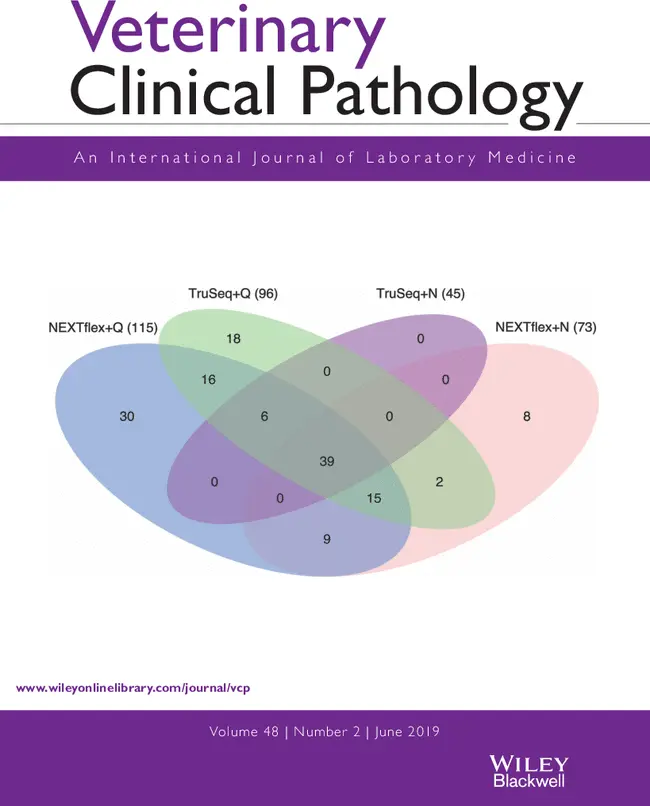 Veterinary
Clinical Pathology
An International Journal of Laboratory Medicine
TruSeq+Q (96)
TruSeq+N (45)
NEXTflex+Q (115)
NEXTflex+N (73)
18
0
16
0
0
30
6
0
8
39
0
0
15
2
9
www.wileyonlinelibrary.com/journal/vcp
Volume 48 | Number 2 | June 2019
WILEY
Blackwell